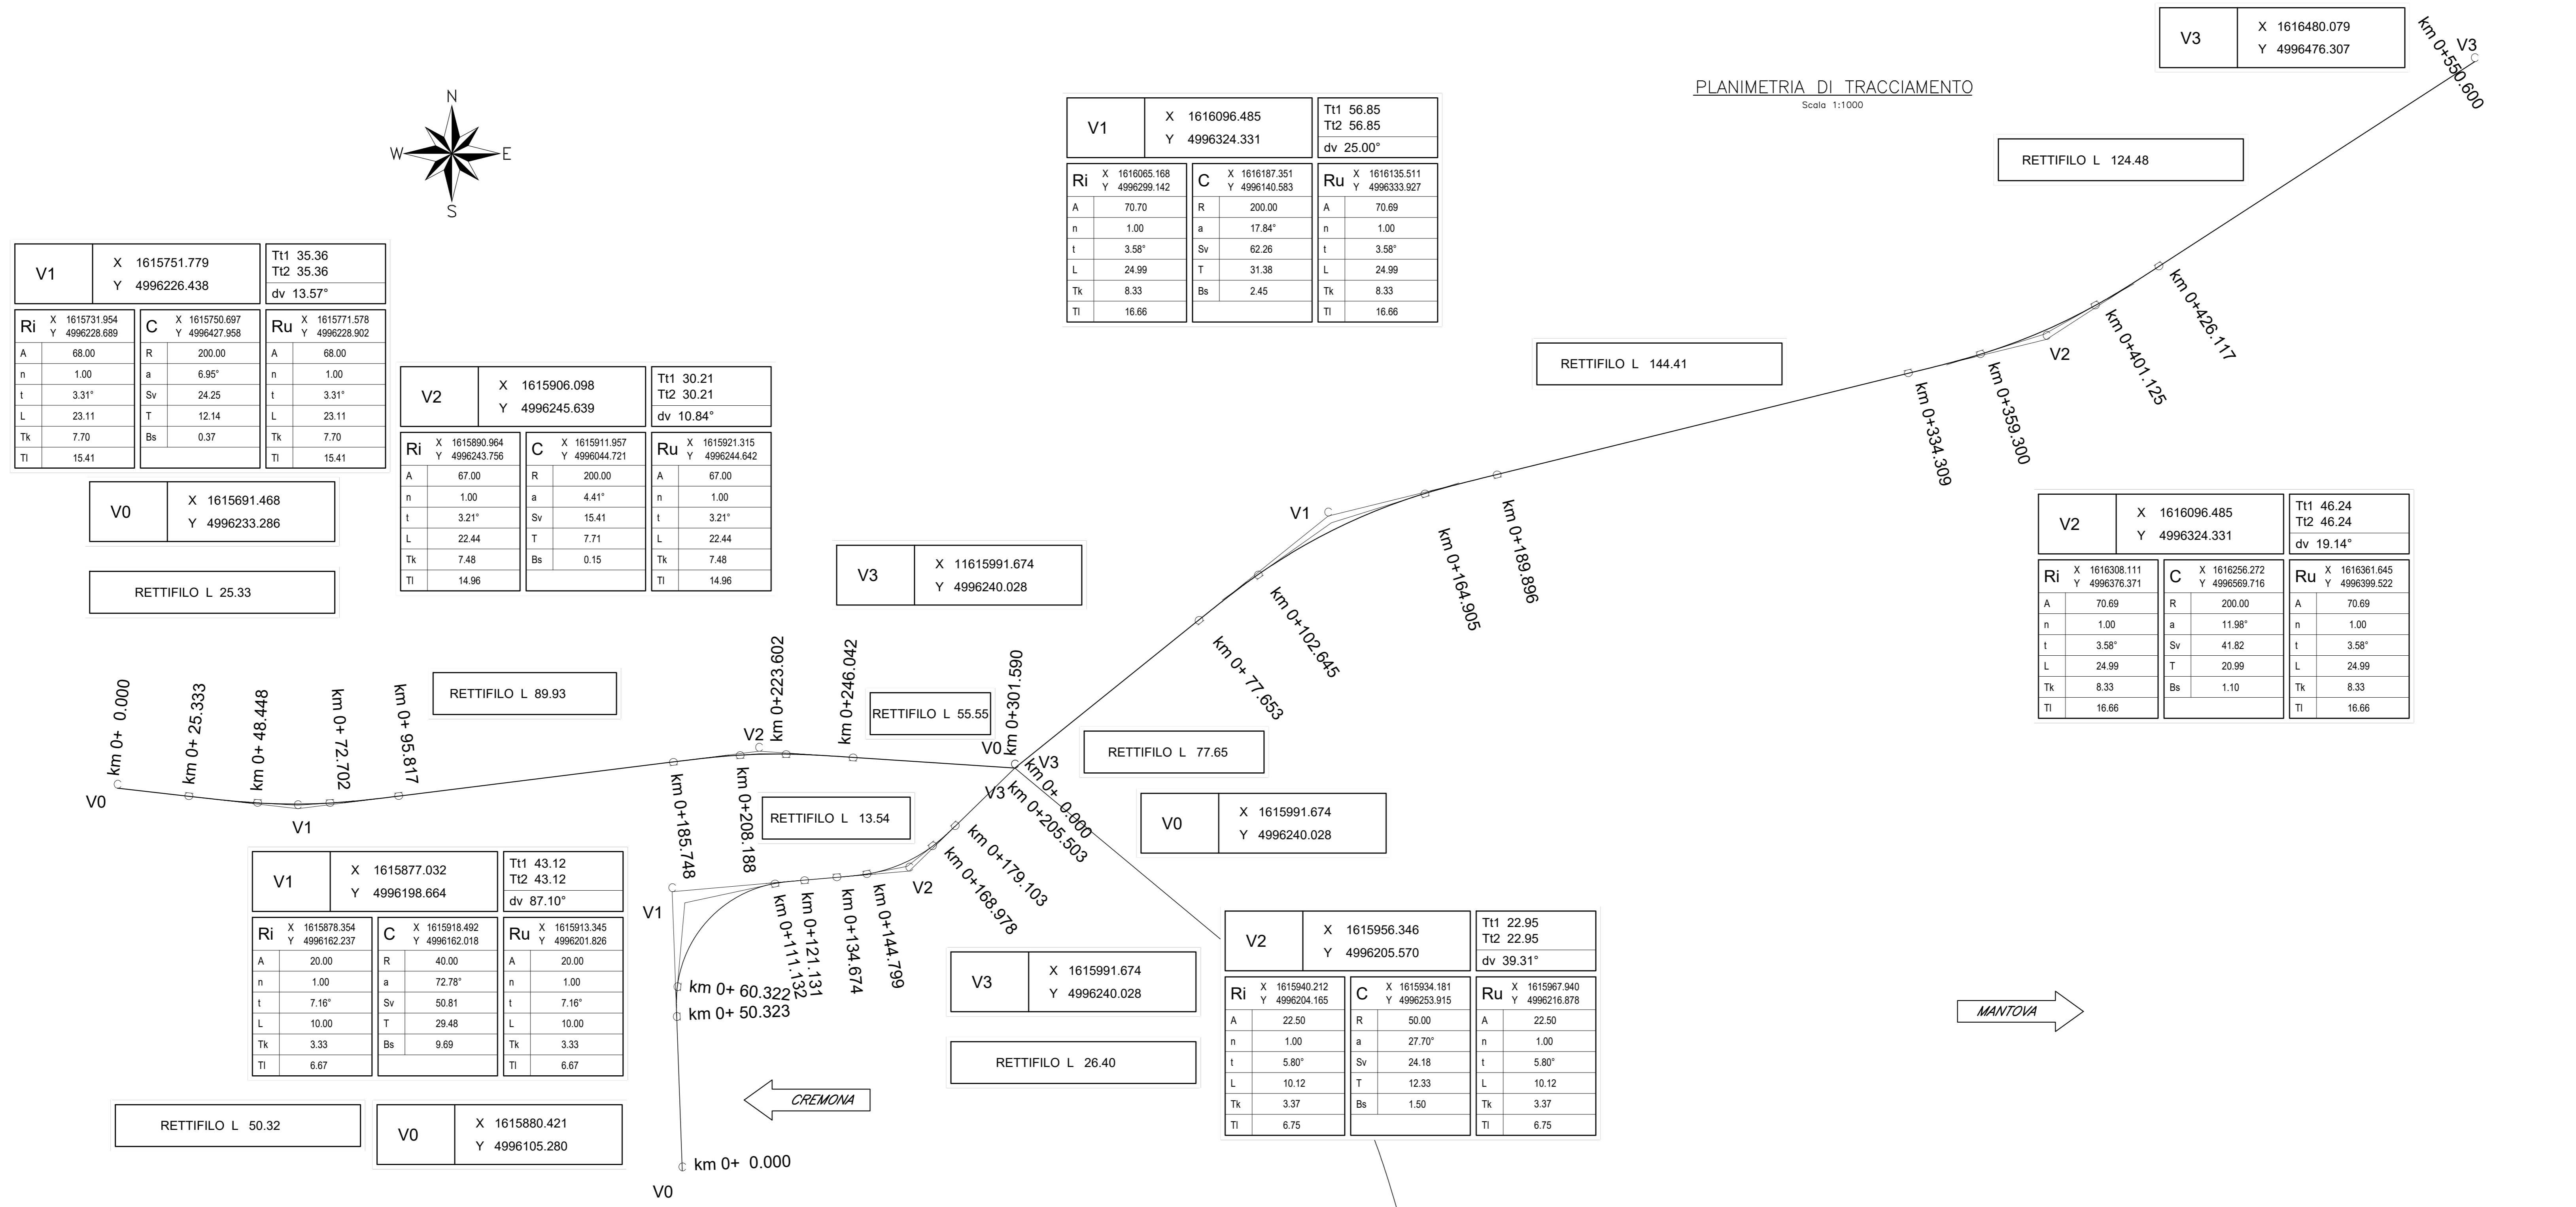 V3
X 1616480.079
Y 4996476.307
V3
km 0+550.600
PLANIMETRIA DI TRACCIAMENTO
Scala 1:1000
N
W
E
S
V1
X 1616096.485
Y 4996324.331
Tt1 56.85
Tt2 56.85
dv 25.00°
Ri X 1616065.168
Y 4996299.142
A 70.70
n 1.00
t 3.58°
L 24.99
Tk 8.33
Tl 16.66
C X 1616187.351
Y 4996140.583
R 200.00
a 17.84°
Sv 62.26
T 31.38
Bs 2.45
Ru X 1616135.511
Y 4996333.927
A 70.69
n 1.00
t 3.58°
L 24.99
Tk 8.33
Tl 16.66
RETTIFILO L 124.48
V1
X 1615751.779
Y 4996226.438
Tt1 35.36
Tt2 35.36
dv 13.57°
Ri X 1615731.954
Y 4996228.689
A 68.00
n 1.00
t 3.31°
L 23.11
Tk 7.70
Tl 15.41
C X 1615750.697
Y 4996427.958
R 200.00
a 6.95°
Sv 24.25
T 12.14
Bs 0.37
Ru X 1615771.578
Y 4996228.902
A 68.00
n 1.00
t 3.31°
L 23.11
Tk 7.70
Tl 15.41
V2
X 1615906.098
Y 4996245.639
Tt1 30.21
Tt2 30.21
dv 10.84°
Ri X 1615890.964
Y 4996243.756
A 67.00
n 1.00
t 3.21°
L 22.44
Tk 7.48
Tl 14.96
C X 1615911.957
Y 4996044.721
R 200.00
a 4.41°
Sv 15.41
T 7.71
Bs 0.15
Ru X 1615921.315
Y 4996244.642
A 67.00
n 1.00
t 3.21°
L 22.44
Tk 7.48
Tl 14.96
RETTIFILO L 144.41
V2
km 0+426.117
km 0+401.125
km 0+359.300
km 0+334.309
V0
X 1615691.468
Y 4996233.286
RETTIFILO L 25.33
V3
X 11615991.674
Y 4996240.028
V1
km 0+189.896
km 0+164.905
km 0+102.645
km 0+ 77.653
V2
X 1616096.485
Y 4996324.331
Tt1 46.24
Tt2 46.24
dv 19.14°
Ri X 1616308.111
Y 4996376.371
A 70.69
n 1.00
t 3.58°
L 24.99
Tk 8.33
Tl 16.66
C X 1616256.272
Y 4996569.716
R 200.00
a 11.98°
Sv 41.82
T 20.99
Bs 1.10
Ru X 1616361.645
Y 4996399.522
A 70.69
n 1.00
t 3.58°
L 24.99
Tk 8.33
Tl 16.66
RETTIFILO L 89.93
km 0+ 0.000
km 0+ 25.333
km 0+ 48.448
km 0+ 72.702
km 0+ 95.817
V0
V1
km 0+223.602
km 0+246.042
km 0+301.590
RETTIFILO L 55.55
V2
V0
V3
V3
RETTIFILO L 77.65
km 0+ 0.000
km 0+205.503
V0
X 1615991.674
Y 4996240.028
km 0+185.748
km 0+208.188
RETTIFILO L 13.54
V1
X 1615877.032
Y 4996198.664
Tt1 43.12
Tt2 43.12
dv 87.10°
Ri X 1615878.354
Y 4996162.237
A 20.00
n 1.00
t 7.16°
L 10.00
Tk 3.33
Tl 6.67
C X 1615918.492
Y 4996162.018
R 40.00
a 72.78°
Sv 50.81
T 29.48
Bs 9.69
Ru X 1615913.345
Y 4996201.826
A 20.00
n 1.00
t 7.16°
L 10.00
Tk 3.33
Tl 6.67
V1
V2
km 0+111.132
km 0+121.131
km 0+134.674
km 0+144.799
km 0+168.978
km 0+179.103
km 0+ 60.322
km 0+ 50.323
V3
X 1615991.674
Y 4996240.028
RETTIFILO L 26.40
V2
X 1615956.346
Y 4996205.570
Tt1 22.95
Tt2 22.95
dv 39.31°
Ri X 1615940.212
Y 4996204.165
A 22.50
n 1.00
t 5.80°
L 10.12
Tk 3.37
Tl 6.75
C X 1615934.181
Y 4996253.915
R 50.00
a 27.70°
Sv 24.18
T 12.33
Bs 1.50
Ru X 1615967.940
Y 4996216.878
A 22.50
n 1.00
t 5.80°
L 10.12
Tk 3.37
Tl 6.75
MANTOVA
CREMONA
RETTIFILO L 50.32
V0
X 1615880.421
Y 4996105.280
km 0+ 0.000
V0